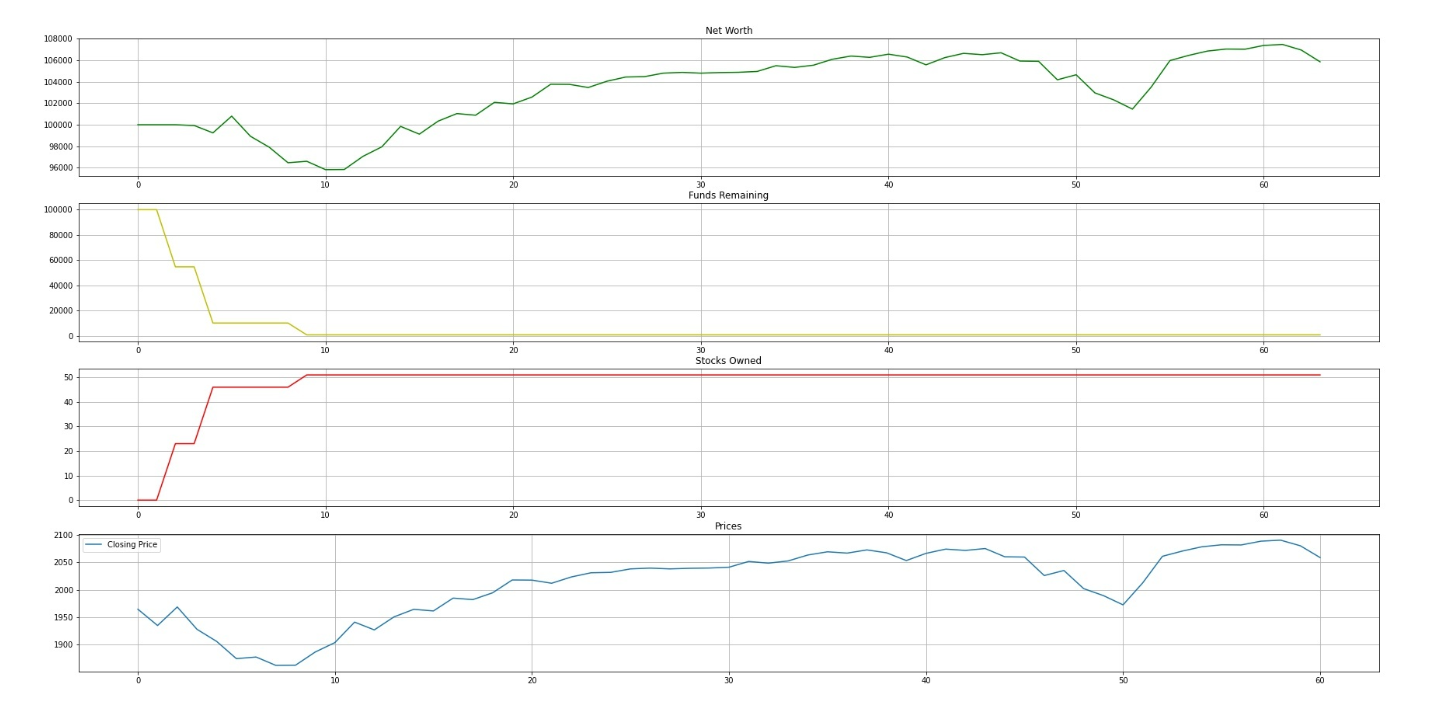 Net Worth
108000
106000
104000
102000
100000
98000
96000
0 10 20 30 40 50 60
Funds Remaining
100000
80000
60000
40000
20000
0
0 10 20 30 40 50 60
Stocks Owned
50
40
30
20
10
0
0 10 20 30 40 50 60
Prices
2100
Closing Price
2050
2000
1950
1900
0 10 20 30 40 50 60